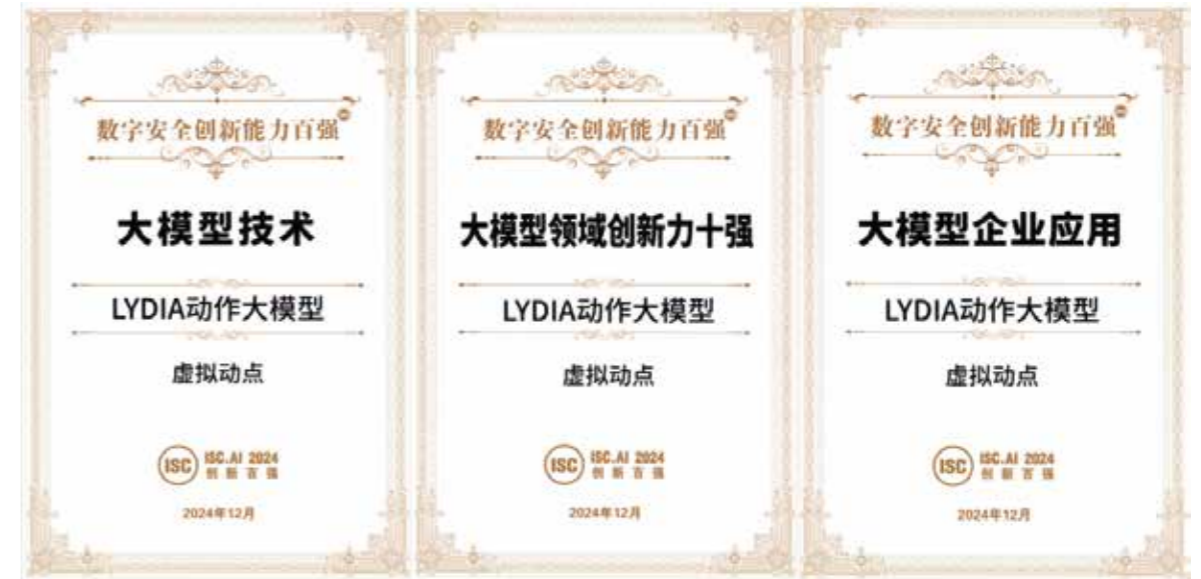 数字安全创新能力百强
大模型技术
LYDIA动作大模型
虚拟动点
ISC
ISC.AI 2024
创新百强
2024年12月
数字安全创新能力百强
大模型领域创新力十强
LYDIA动作大模型
虚拟动点
ISC
ISC.AI 2024
创新百强
2024年12月
数字安全创新能力百强
大模型企业应用
LYDIA动作大模型
虚拟动点
ISC
ISC.AI 2024
创新百强
2024年12月